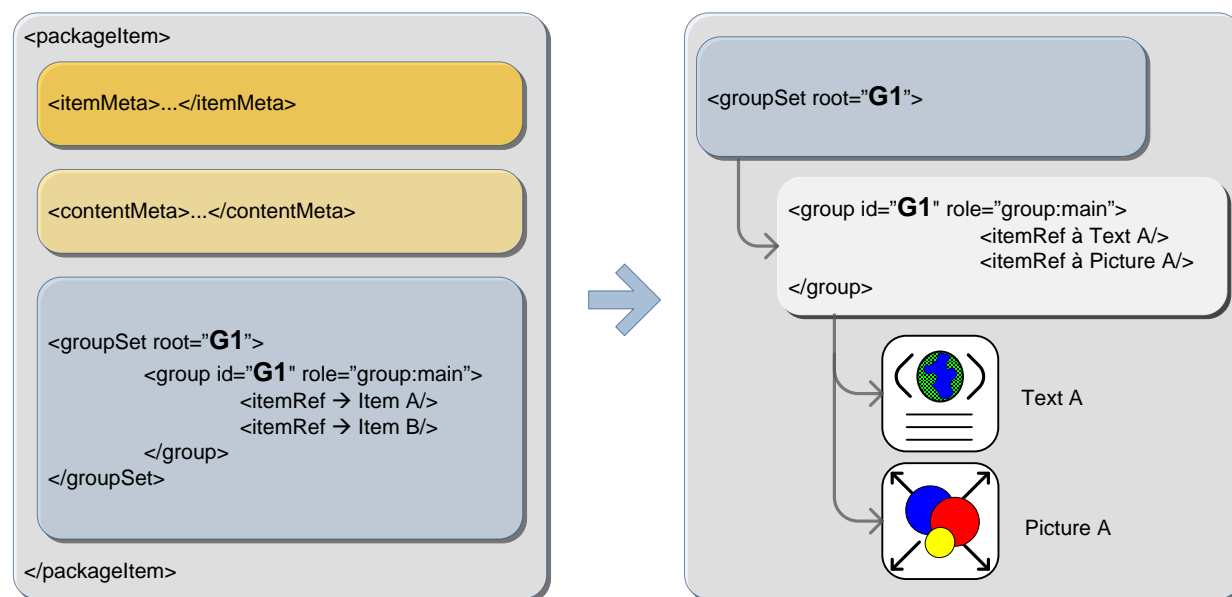 <packageItem>
<itemMeta>...</itemMeta>
<contentMeta>...</contentMeta>
<groupSet root="G1”>
<group id="G1" role="group:main">
<itemRef → Item A/>
<itemRef → Item B/>
</group>
</groupSet>
</packageItem>
<groupSet root=”G1”>
<group id=”G1" role=”group:main”>
<itemRef à Text A/>
<itemRef à Picture A/>
</group>
Text A
Picture A